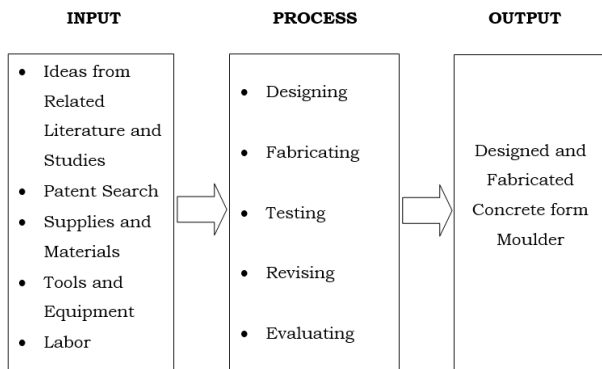 INPUT
PROCESS
OUTPUT
• Ideas from
Related
Literature and
Studies
• Patent Search
• Supplies and
Materials
• Tools and
Equipment
• Labor
• Designing
• Fabricating
• Testing
• Revising
• Evaluating
Designed and
Fabricated
Concrete form
Moulder